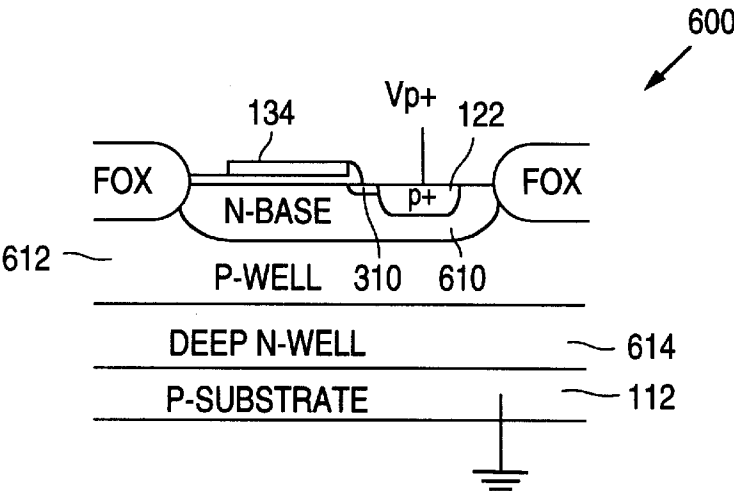 600
Vp+
134
122
FOX
FOX
p+
N-BASE
612
310
610
P-WELL
DEEP N-WELL
614
P-SUBSTRATE
112